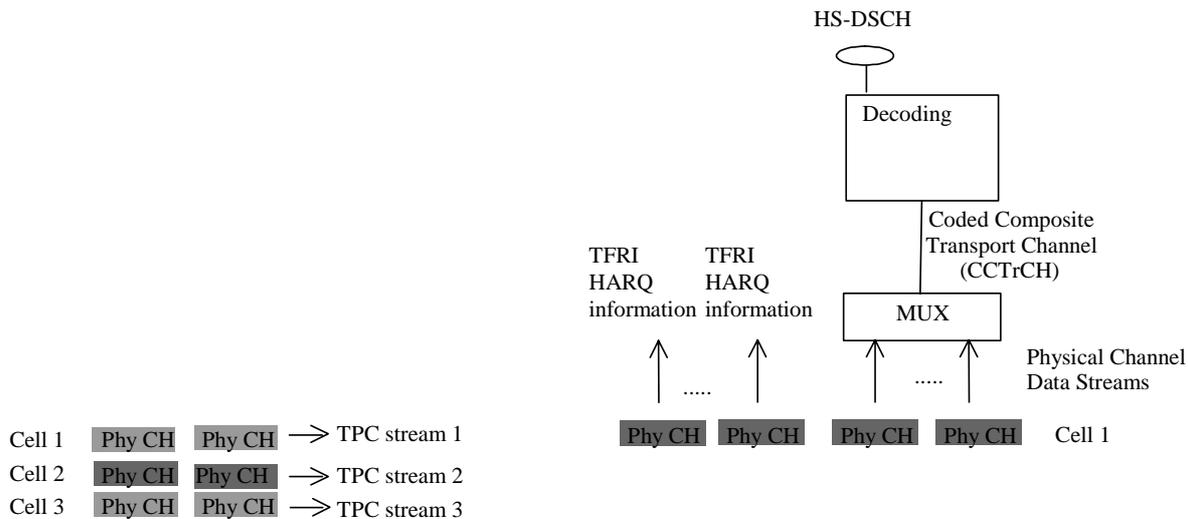 HS-DSCH
Decoding
Coded Composite
Transport Channel
(CCTrCH)
TFRI
HARQ
information
TFRI
HARQ
information
MUX
Physical Channel
Data Streams
.....
.....
Phy CH Phy CH Phy CH Phy CH Cell 1
Cell 1 Phy CH Phy CH TPC stream 1
Cell 2 Phy CH Phy CH TPC stream 2
Cell 3 Phy CH Phy CH TPC stream 3